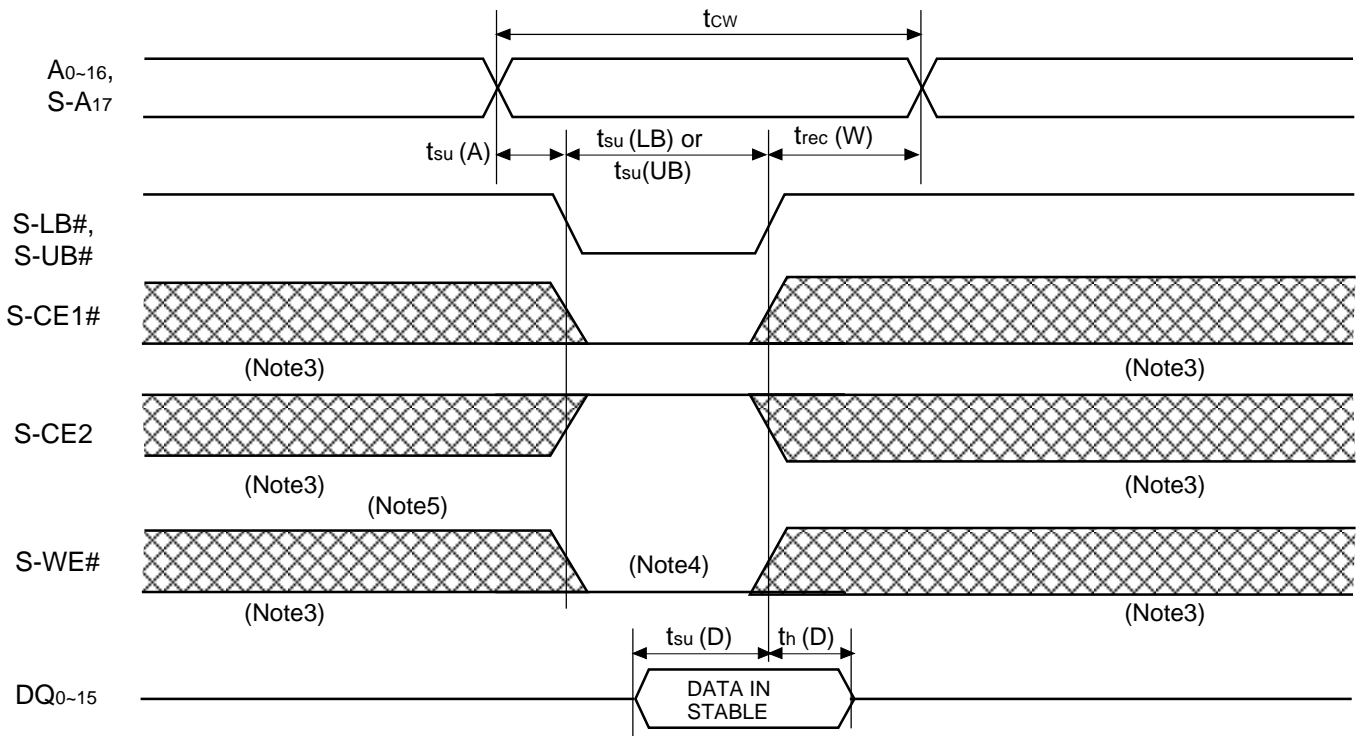 tCW
A0~16,
S-A17
tsu (A)
tsu (LB) or
tsu(UB)
trec (W)
S-LB#,
S-UB#
S-CE1#
(Note3)
(Note3)
S-CE2
(Note3)
(Note3)
(Note5)
S-WE#
(Note4)
(Note3)
(Note3)
tsu (D)
th (D)
DQ0~15
DATA IN
STABLE